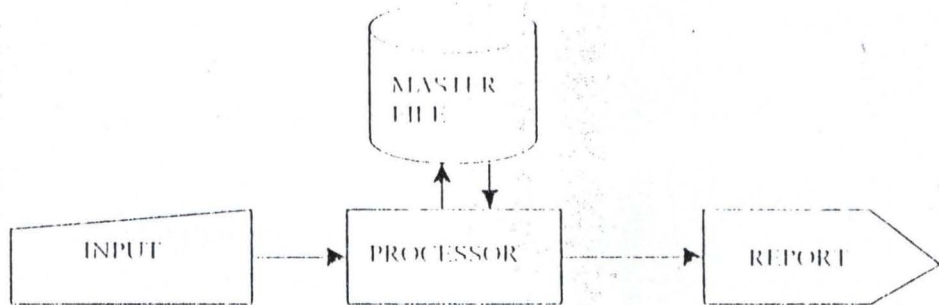 MASTER
FILE
INPUT
PROCESSOR
REPORT